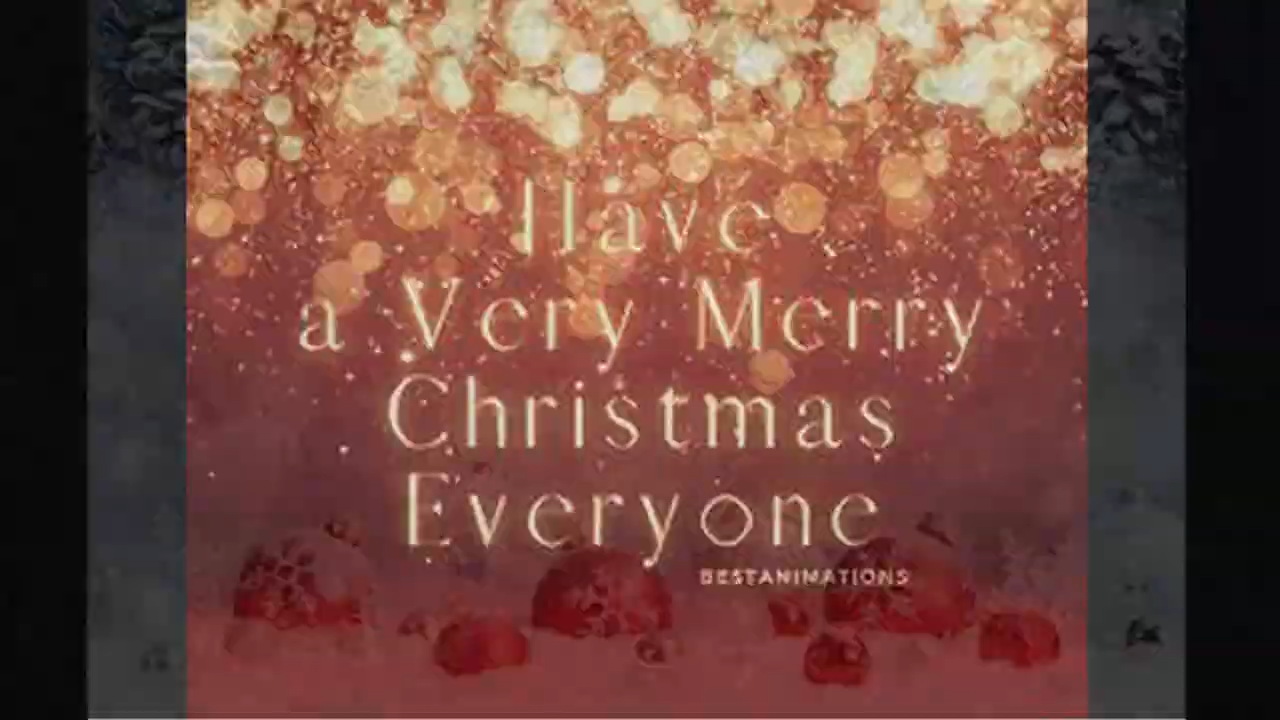 Have
a Very Merry
Christmas
Everyone
BESTANIMATIONS